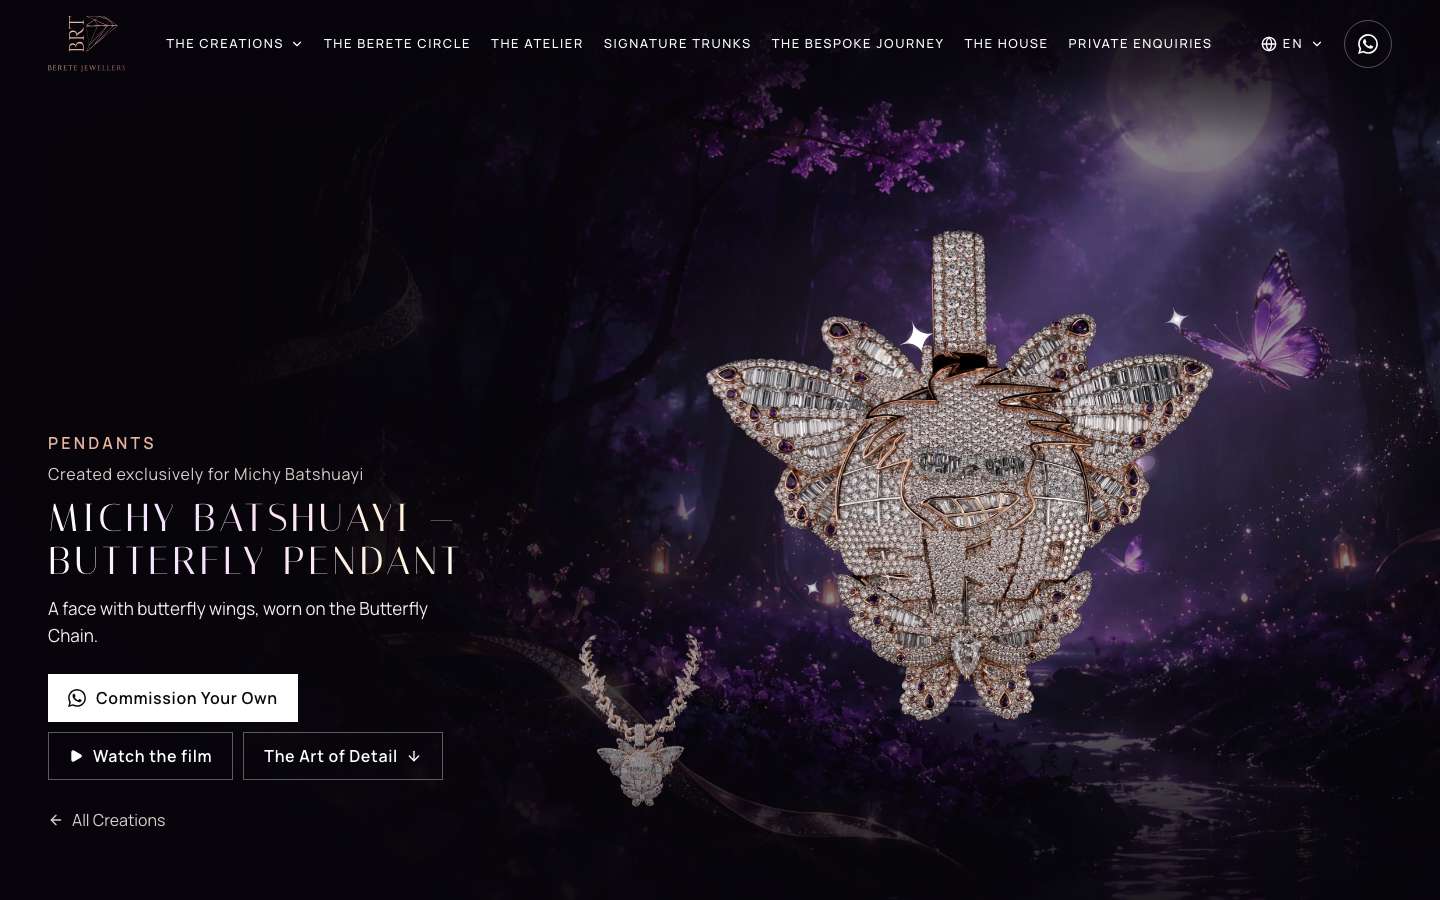 BRT
BERETE JEWELLERS
THE CREATIONS
THE BERETE CIRCLE
THE ATELIER
SIGNATURE TRUNKS
THE BESPOKE JOURNEY
THE HOUSE
PRIVATE ENQUIRIES
EN
PENDANTS
Created exclusively for Michy Batshuayi
MICHY BATSHUAYI —
BUTTERFLY PENDANT
A face with butterfly wings, worn on the Butterfly
Chain.
Commission Your Own
Watch the film
The Art of Detail
All Creations